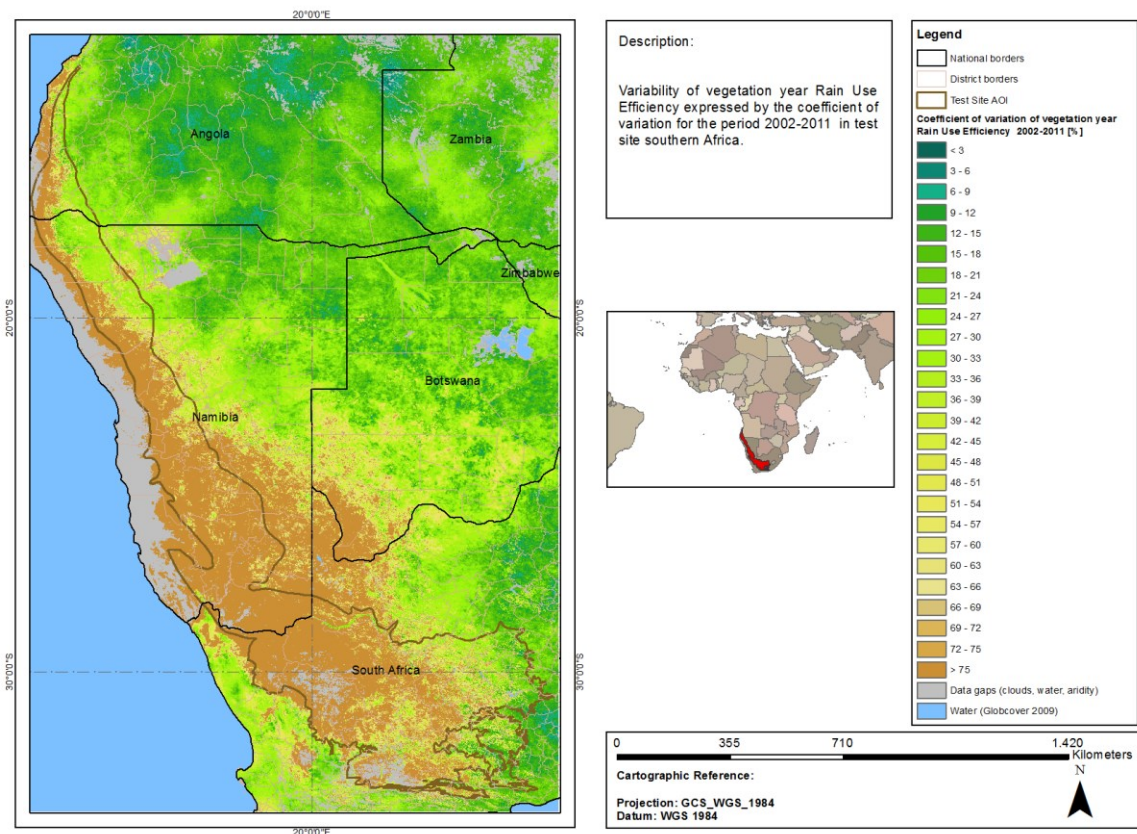 20°0'0"E
Angola
Zambia
Zimbabwe
Botswana
Namibia
South Africa
20°0'0"S
30°0'0"S
20°0'0"S
30°0'0"S
20°0'0"E
Description:
Variability of vegetation year Rain Use
Efficiency expressed by the coefficient of
variation for the period 2002-2011 in test
site southern Africa.
Legend
National borders
District borders
Test Site AOI
Coefficient of variation of vegetation year
Rain Use Efficiency 2002-2011 [%]
< 3
3 - 6
6 - 9
9 - 12
12 - 15
15 - 18
18 - 21
21 - 24
24 - 27
27 - 30
30 - 33
33 - 36
36 - 39
39 - 42
42 - 45
45 - 48
48 - 51
51 - 54
54 - 57
57 - 60
60 - 63
63 - 66
66 - 69
69 - 72
72 - 75
> 75
Data gaps (clouds, water, aridity)
Water (Globcover 2009)
0 355 710 1.420
Kilometers
N
Cartographic Reference:
Projection: GCS_WGS_1984
Datum: WGS 1984